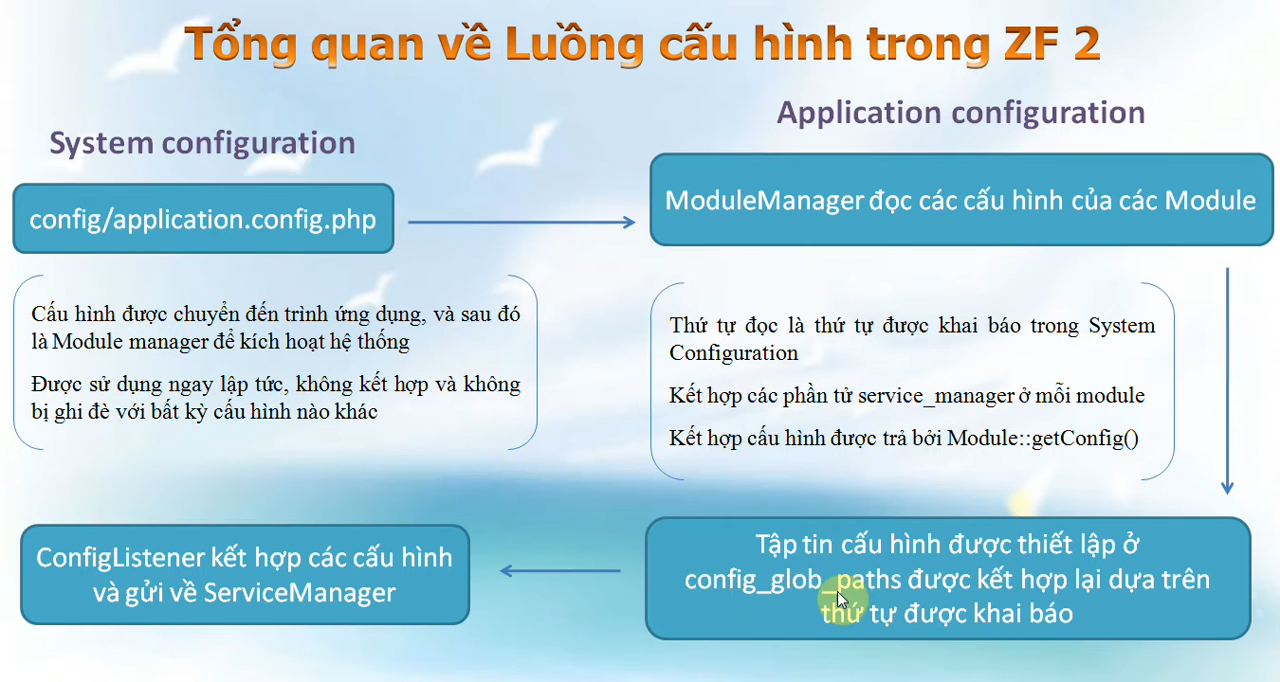 Tổng quan về Luồng cấu hình trong ZF 2
System configuration
Application configuration
config/application.config.php
ModuleManager đọc các cấu hình của các Module
Cấu hình được chuyển đến trình ứng dụng, và sau đó
là Module manager để kích hoạt hệ thống
Được sử dụng ngay lập tức, không kết hợp và không
bị ghi đè với bất kỳ cấu hình nào khác
Thứ tự đọc là thứ tự được khai báo trong System
Configuration
Kết hợp các phần tử service_manager ở mỗi module
Kết hợp cấu hình được trả bởi Module::getConfig()
ConfigListener kết hợp các cấu hình
và gửi về ServiceManager
Tập tin cấu hình được thiết lập ở
config_glob_paths được kết hợp lại dựa trên
thứ tự được khai báo